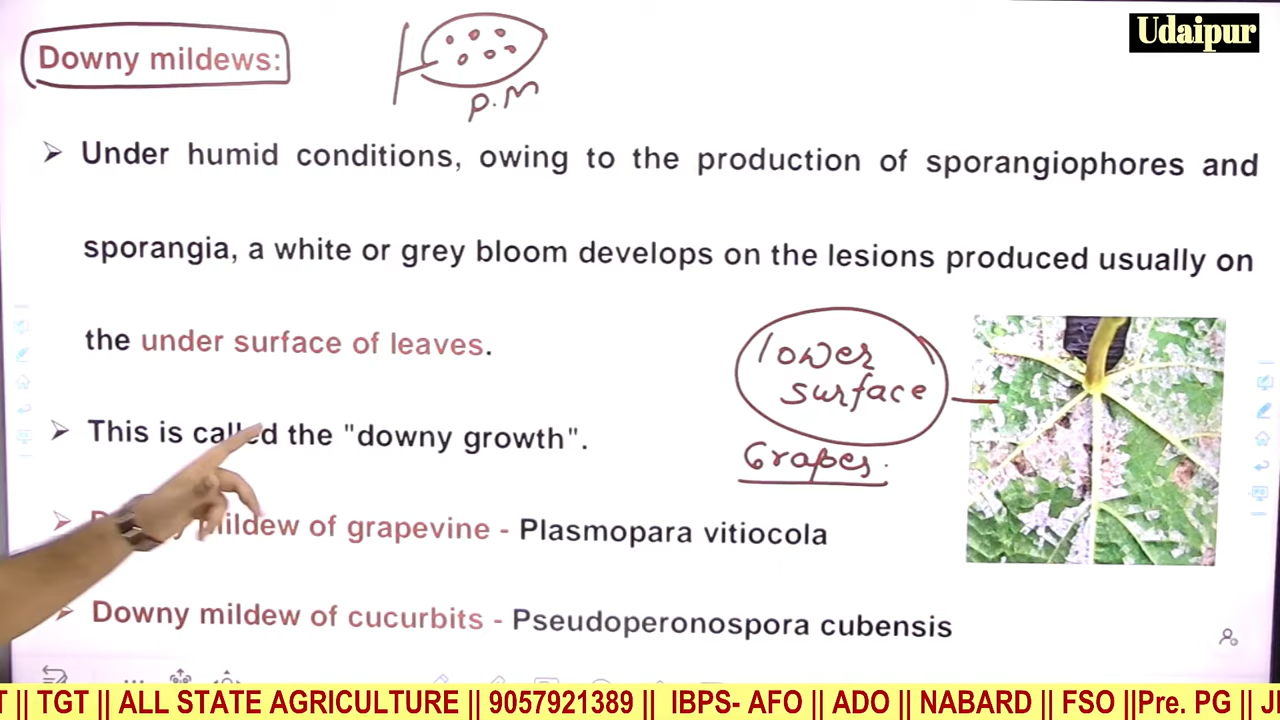 Udaipur
Downy mildews:
P.M
➤ Under humid conditions, owing to the production of sporangiophores and
sporangia, a white or grey bloom develops on the lesions produced usually on
the under surface of leaves.
lower
surface
Grapes.
➤ This is called the "downy growth".
mildew of grapevine - Plasmopara vitiocola
Downy mildew of cucurbits - Pseudoperonospora cubensis
|| TGT || ALL STATE AGRICULTURE || 9057921389 || IBPS- AFO || ADO || NABARD || FSO ||Pre. PG ||